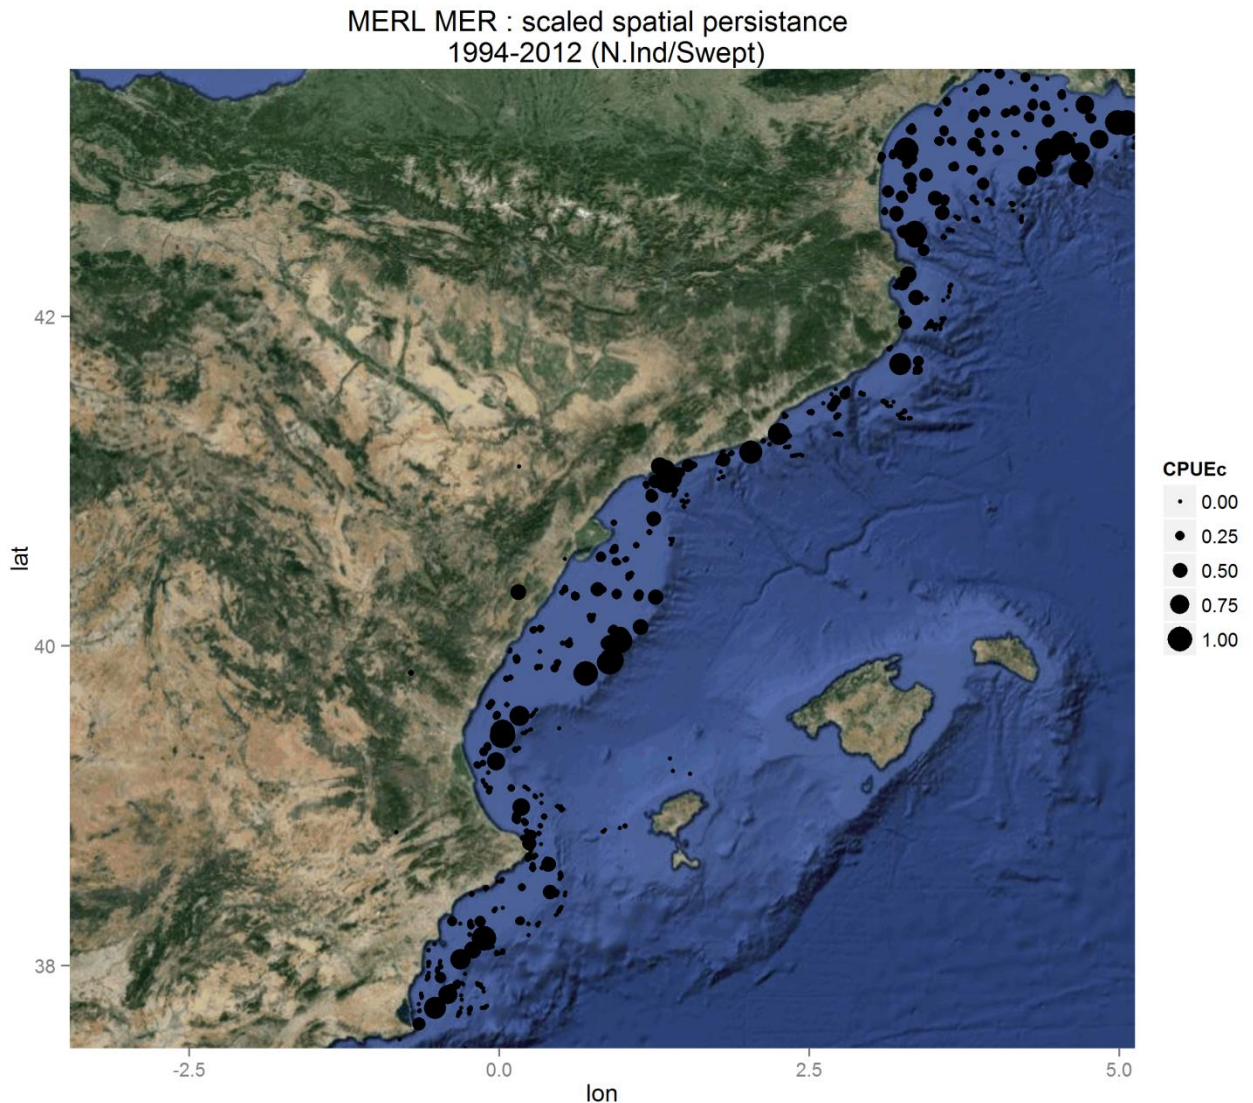 MERL MER : scaled spatial persistance
1994-2012 (N.Ind/Swept)
42
40
38
lat
-2.5
0.0
2.5
5.0
lon
CPUEc
0.00
0.25
0.50
0.75
1.00